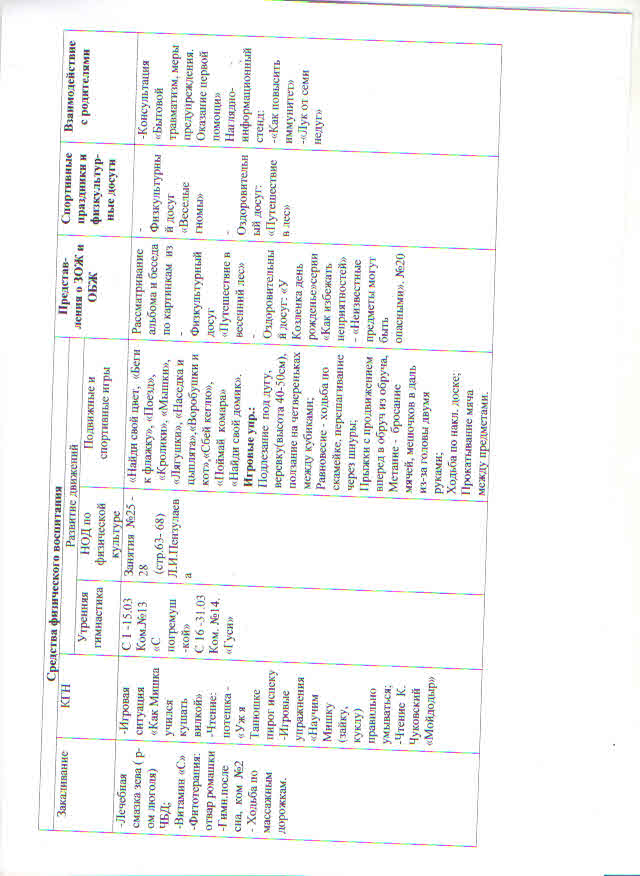 Средства физического воспитания
Закаливание
КГН
Развитие движений
Утренняя
гимнастика
НОД по
физической
культуре
Подвижные и
спортивные игры
Представ-
ления о ЗОЖ и
ОБЖ
Спортивные
праздники и
физкультур-
ные досуги
Взаимодействие
с родителями
-Лечебная
смазка зева ( р-
ом люголя)
ЧБД;
-Витамин «С»
-Фитотерапия:
отвар ромашки
-Гимн.после
сна, ком №2
- Ходьба по
массажным
дорожкам.
-Игровая
ситуация
«Как Мишка
учился
кушать
вилкой»
-Чтение:
потешка -
«Уж я
Танюшке
пирог испеку
-Игровые
упражнения
«Научим
Мишку
(зайку,
куклу)
правильно
умываться;
-Чтение К.
Чуковский
«Мойдодыр»
С 1 -15.03
Ком.№13
«С
погремуш
-кой»
С 16 -31.03
Ком. №14.
«Гуси»
Занятия №25 -
28
(стр.63- 68)
Л.И.Пензулаев
а
«Найди свой цвет, «Беги
к флажку», «Поезд»,
«Кролики», «Мышки»,
«Лягушки», «Наседка и
цыплята»,«Воробушки и
кот»,«Сбей кеглю»,
«Поймай комара»
«Найди свой домик».
Игровые упр.:
Подлезание под дугу,
веревку(высота 40-50см),
ползание на четвереньках
между кубиками;
Равновесие - ходьба по
скамейке, перешагивание
через шнуры;
Прыжки с продвижением
вперед в обруч из обруча,
Метание - бросание
мячей, мешочков в даль
из-за головы двумя
руками;
Ходьба по накл. доске;
Прокатывание мяча
между предметами;
Рассматривание
альбома и беседа
по картинкам из
-
Физкультурный
досуг
«Путешествие в
весенний лес»
-
Оздоровительны
й досуг: «У
Козленка день
рожденье»серии
«Как избежать
неприятностей»
- «Неизвестные
предметы могут
быть
опасными», №20
-
Физкультурны
й досуг
«Веселые
гномы»
-
Оздоровительн
ый досуг:
«Путешествие
в лес»
-Консультация
«Бытовой
травматизм, меры
предупреждения.
Оказание первой
помощи»
Наглядно-
информационный
стенд:
-«Как повысить
иммунитет»
-«Лук от семи
недуг»